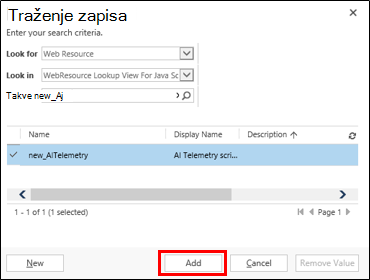 Traženje zapisa
Enter your search criteria.
Look for Web Resource
Look in WebResource Lookup View For Java Sc
Takve new_Aj
Name Display Name Description
new_AITelemetry AI Telemetry scri...
1 - 1 of 1 (1 selected) Page 1
New Add Cancel Remove Value